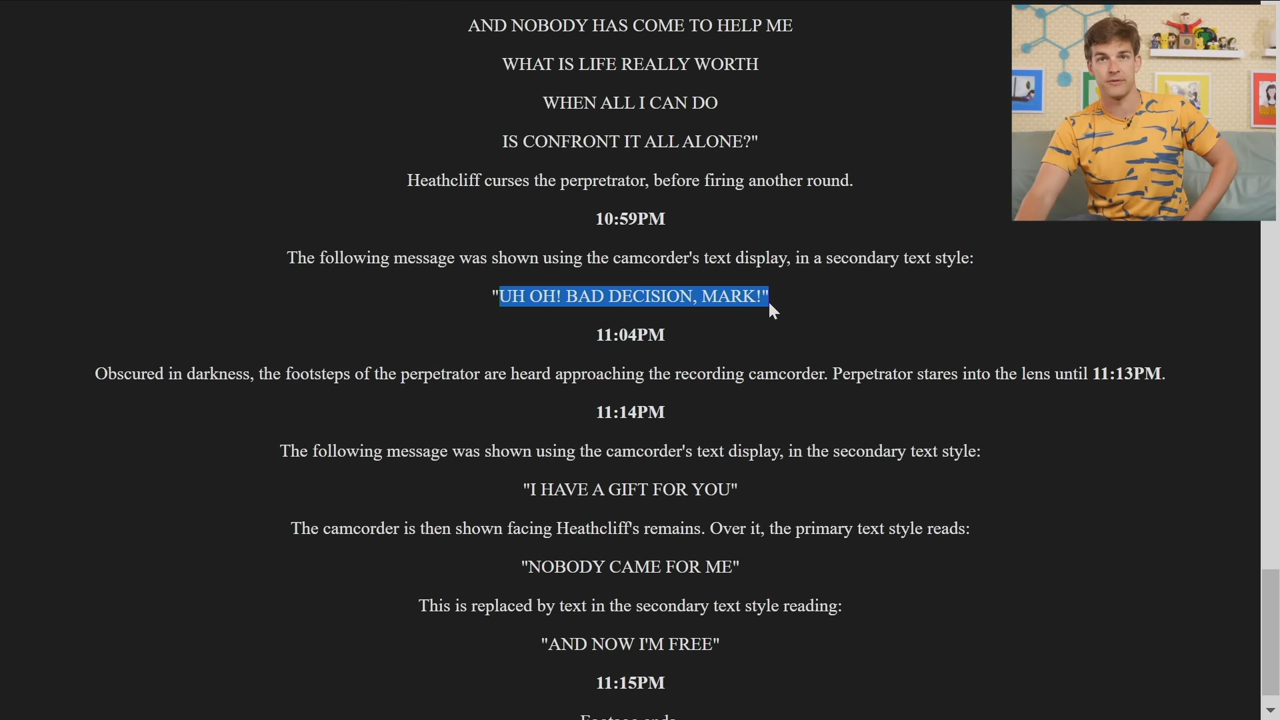 AND NOBODY HAS COME TO HELP ME
WHAT IS LIFE REALLY WORTH
WHEN ALL I CAN DO
IS CONFRONT IT ALL ALONE?"
Heathcliff curses the perpretrator, before firing another round.
10:59PM
The following message was shown using the camcorder's text display, in a secondary text style:
"UH OH! BAD DECISION, MARK!"
11:04PM
Obscured in darkness, the footsteps of the perpetrator are heard approaching the recording camcorder. Perpetrator stares into the lens until 11:13PM.
11:14PM
The following message was shown using the camcorder's text display, in the secondary text style:
"I HAVE A GIFT FOR YOU"
The camcorder is then shown facing Heathcliff's remains. Over it, the primary text style reads:
"NOBODY CAME FOR ME"
This is replaced by text in the secondary text style reading:
"AND NOW I'M FREE"
11:15PM